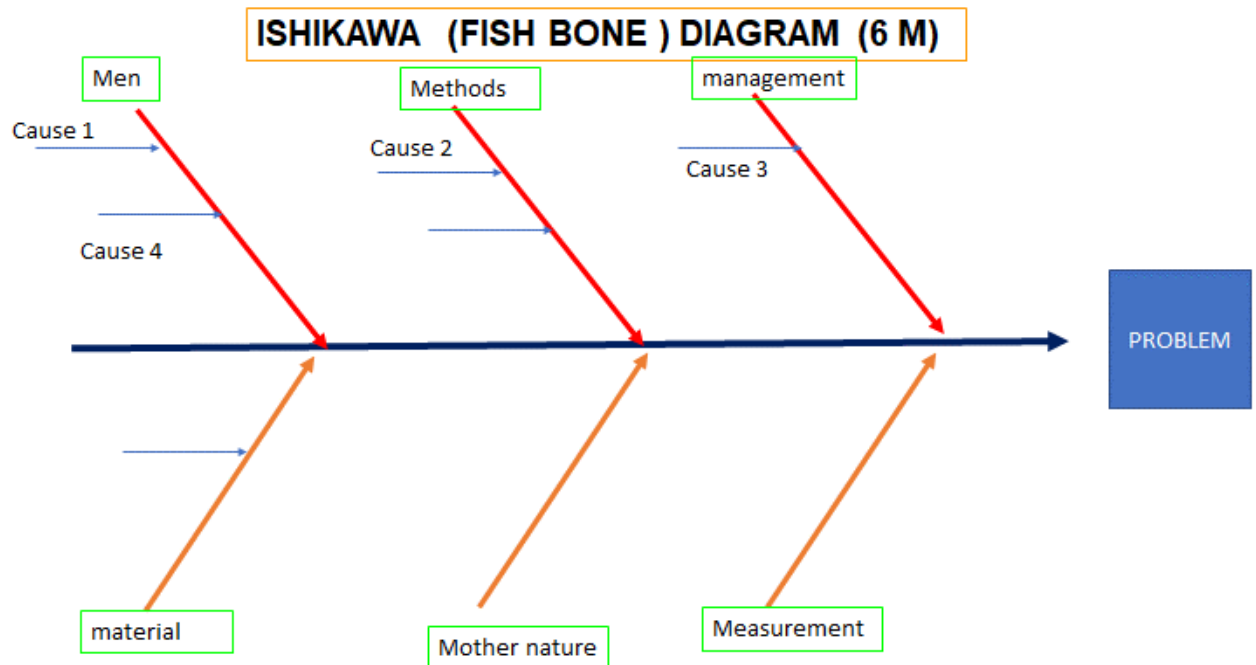 ISHIKAWA (FISH BONE ) DIAGRAM (6 M)
Men
Methods
management
Cause 1
Cause 2
Cause 3
Cause 4
PROBLEM
material
Mother nature
Measurement